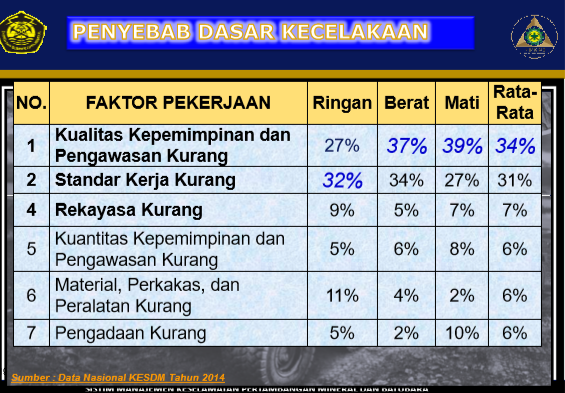 PENYEBAB DASAR KECELAKAAN
NO. FAKTOR PEKERJAAN Ringan Berat Mati Rata-
Rata
1 Kualitas Kepemimpinan dan
Pengawasan Kurang 27% 37% 39% 34%
2 Standar Kerja Kurang 32% 34% 27% 31%
4 Rekayasa Kurang 9% 5% 7% 7%
5 Kuantitas Kepemimpinan dan
Pengawasan Kurang 5% 6% 8% 6%
6 Material, Perkakas, dan
Peralatan Kurang 11% 4% 2% 6%
7 Pengadaan Kurang 5% 2% 10% 6%
Sumber : Data Nasional KESDM Tahun 2014
SISTIM MANAJEMEN KESELAMATAN PERTAMBANGAN MINERAL DAN BATUBARA